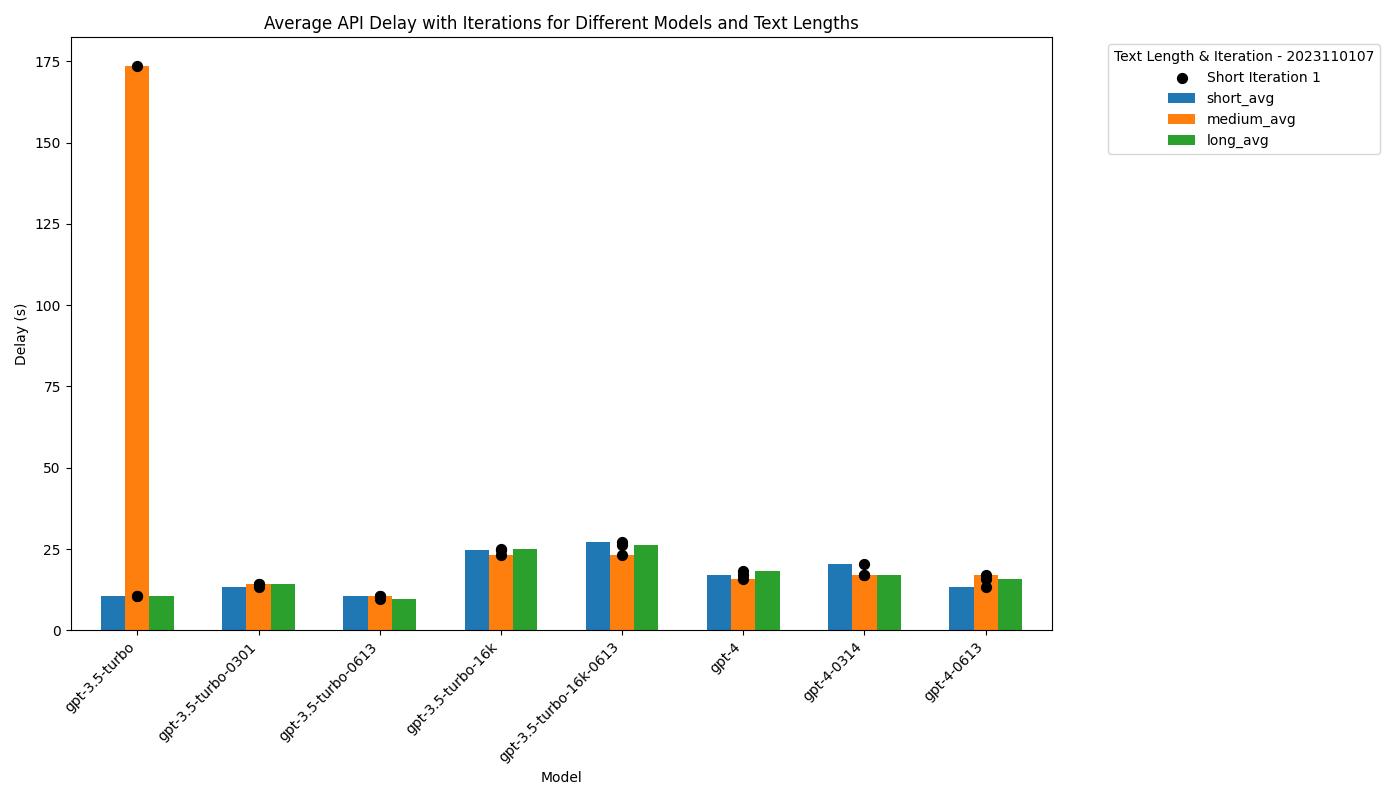 Average API Delay with Iterations for Different Models and Text Lengths
Text Length & Iteration - 2023110107
Short Iteration 1
short_avg
medium_avg
long_avg
Delay (s)
175
150
125
100
75
50
25
0
gpt-3.5-turbo
gpt-3.5-turbo-0301
gpt-3.5-turbo-0613
gpt-3.5-turbo-16k
gpt-3.5-turbo-16k-0613
gpt-4
gpt-4-0314
gpt-4-0613
Model